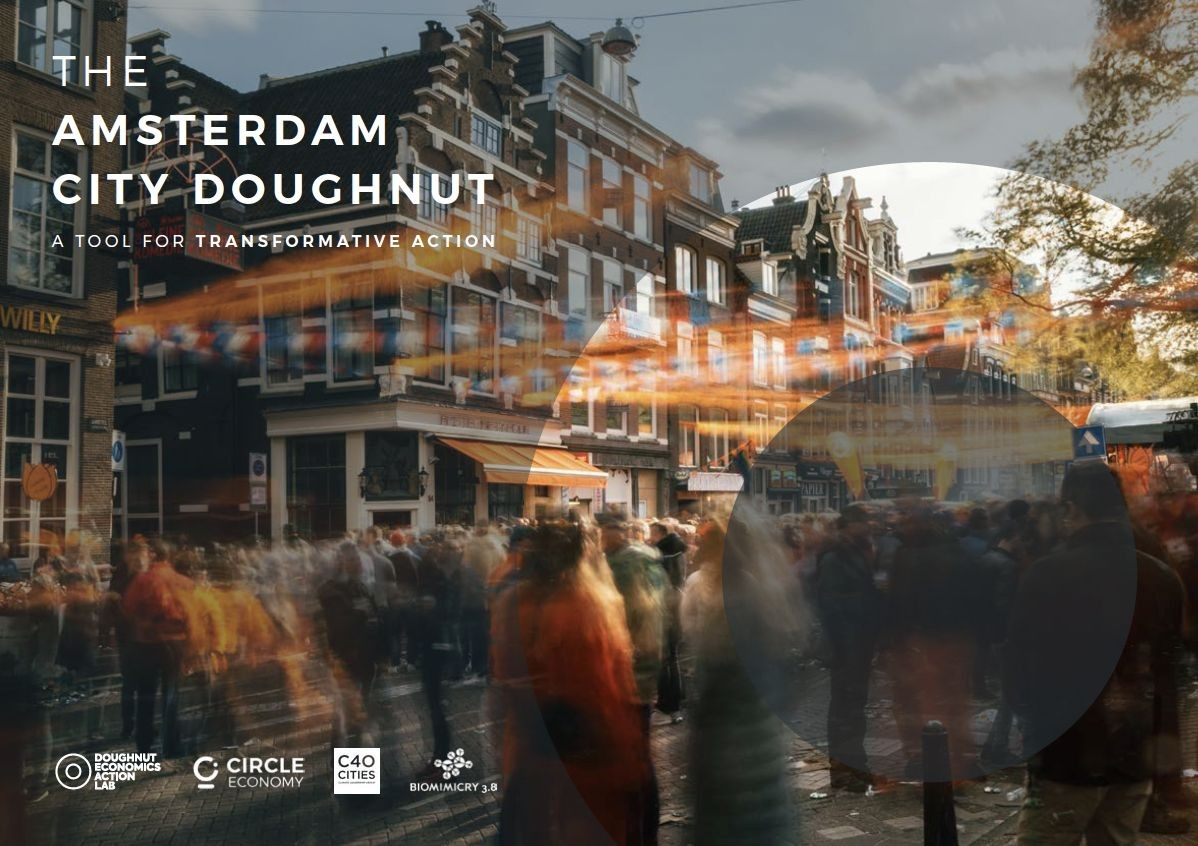 THE
AMSTERDAM
CITY DOUGHNUT
A TOOL FOR TRANSFORMATIVE ACTION
WILLY
PAPIER
DOUGHNUT
ECONOMICS
ACTION
LAB
CIRCLE
ECONOMY
C40
CITIES
BIOMIMICRY 3.8